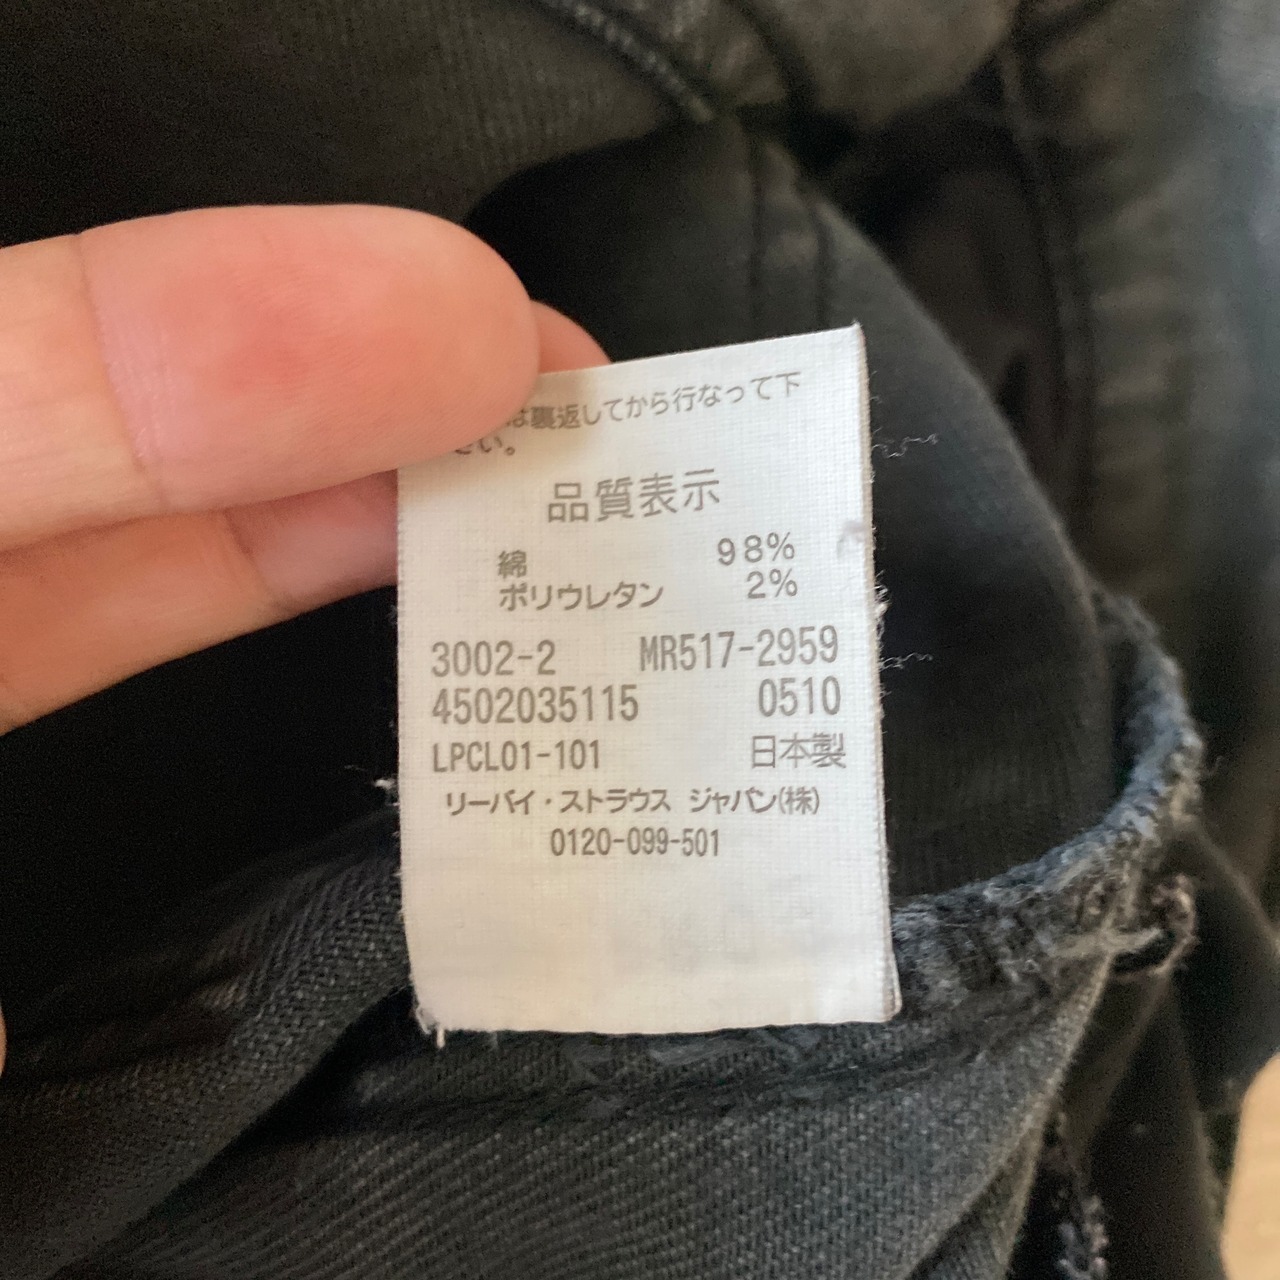 は裏返してから行なって下
さい。
品質表示
綿 98%
ポリウレタン 2%
3002-2 MR517-2959
4502035115 0510
LPCL01-101 日本製
リーバイ・ストラウス ジャパン(株)
0120-099-501